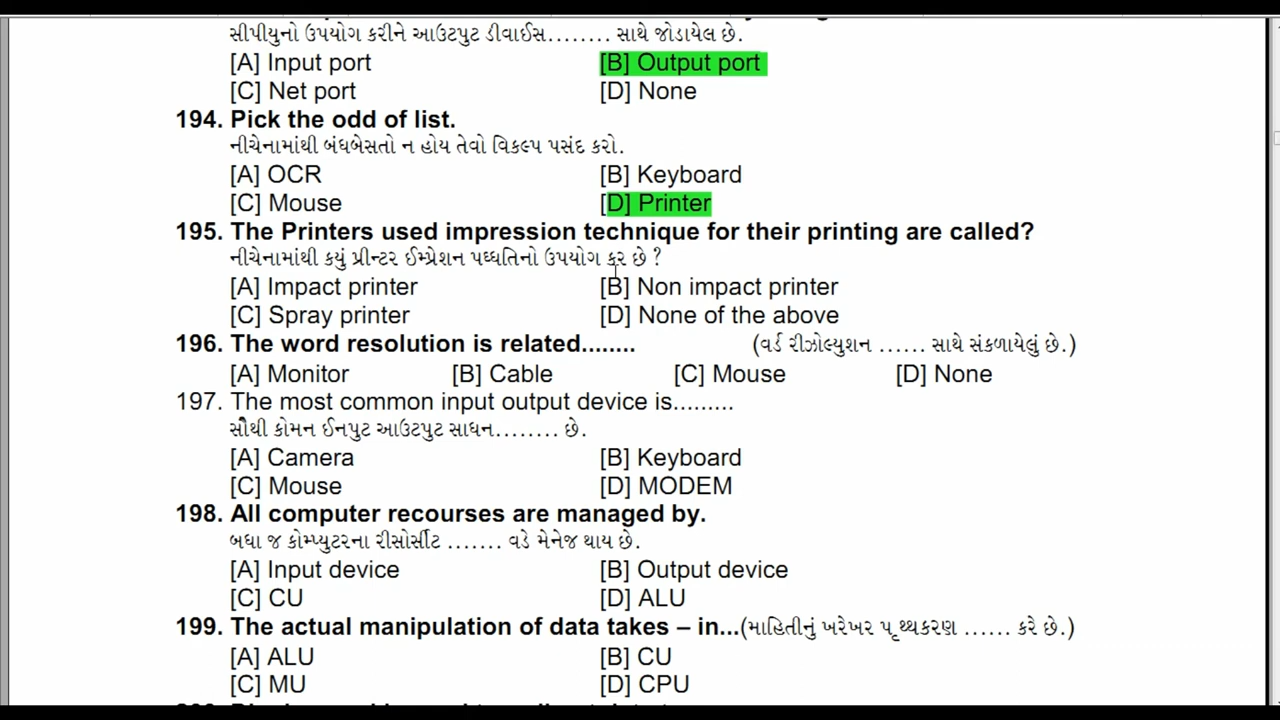 સીપીયુનો ઉપયોગ કરીને આઉટપુટ ડીવાઈસ........ સાથે જોડાયેલ છે.
[A] Input port [B] Output port
[C] Net port [D] None
194. Pick the odd of list.
નીચેનામાંથી બંધબેસતો ન હોય તેવો વિકલ્પ પસંદ કરો.
[A] OCR [B] Keyboard
[C] Mouse [D] Printer
195. The Printers used impression technique for their printing are called?
નીચેનામાંથી કયું પ્રીન્ટર ઈમ્પ્રેશન પધ્ધતિનો ઉપયોગ કર છે ?
[A] Impact printer [B] Non impact printer
[C] Spray printer [D] None of the above
196. The word resolution is related........ (વર્ડ રીઝોલ્યુશન ...... સાથે સંકળાયેલું છે.)
[A] Monitor [B] Cable [C] Mouse [D] None
197. The most common input output device is.........
સૌથી કોમન ઈનપુટ આઉટપુટ સાધન........ છે.
[A] Camera [B] Keyboard
[C] Mouse [D] MODEM
198. All computer recourses are managed by.
બધા જ કોમ્પ્યુટરના રીસોર્સીટ ....... વડે મેનેજ થાય છે.
[A] Input device [B] Output device
[C] CU [D] ALU
199. The actual manipulation of data takes – in...(માહિતીનું ખરેખર પૃથ્થકરણ ...... કરે છે.)
[A] ALU [B] CU
[C] MU [D] CPU